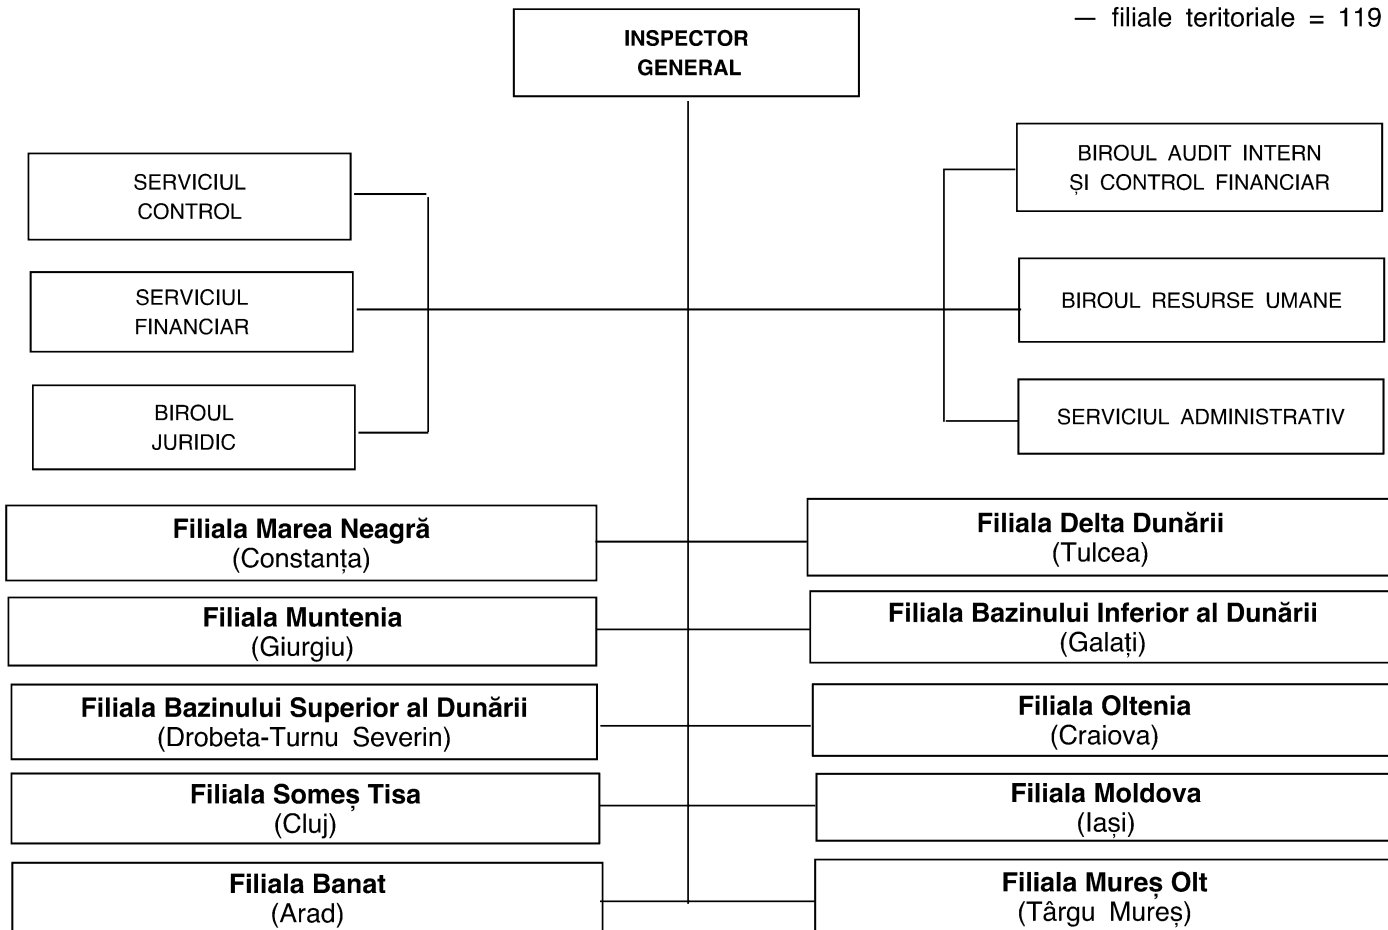 — filiale teritoriale = 119
INSPECTOR
GENERAL
SERVICIUL
CONTROL
BIROUL AUDIT INTERN
ȘI CONTROL FINANCIAR
SERVICIUL
FINANCIAR
BIROUL RESURSE UMANE
BIROUL
JURIDIC
SERVICIUL ADMINISTRATIV
Filiala Marea Neagră
(Constanța)
Filiala Delta Dunării
(Tulcea)
Filiala Muntenia
(Giurgiu)
Filiala Bazinului Inferior al Dunării
(Galați)
Filiala Bazinului Superior al Dunării
(Drobeta-Turnu Severin)
Filiala Oltenia
(Craiova)
Filiala Someș Tisa
(Cluj)
Filiala Moldova
(Iași)
Filiala Banat
(Arad)
Filiala Mureș Olt
(Târgu Mureș)